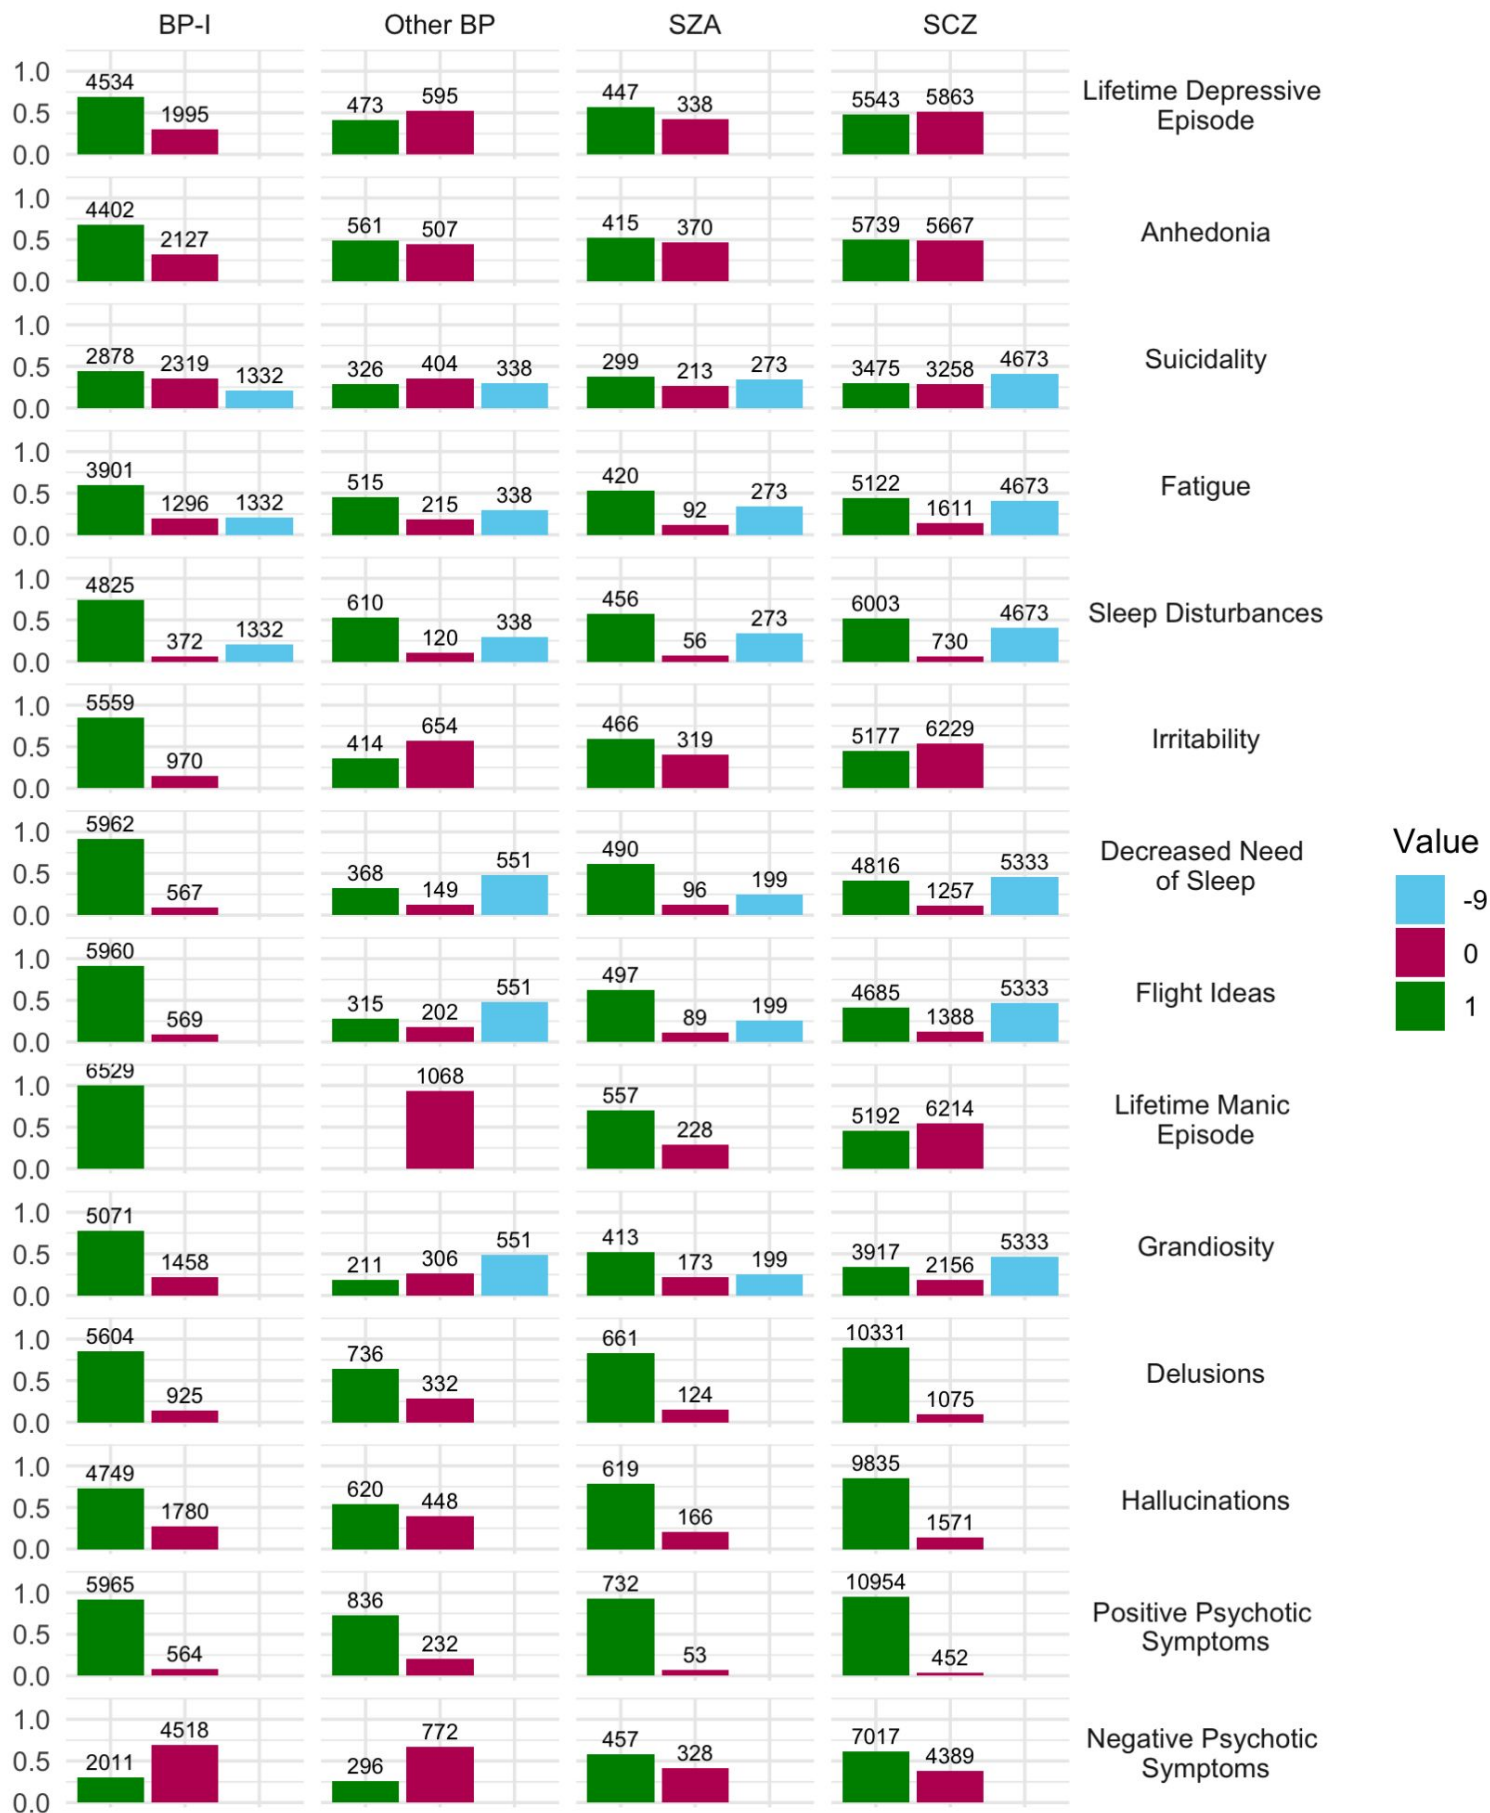 BP-I Other BP SZA SCZ
1.0 4534 1995 473 595 447 338 5543 5863 Lifetime Depressive
0.5 Episode
0.0
1.0 4402 2127 561 507 415 370 5739 5667 Anhedonia
0.5
0.0
1.0 2878 2319 1332 326 404 338 299 213 273 3475 3258 4673 Suicidality
0.5
0.0
1.0 3901 1296 1332 515 215 338 420 92 273 5122 1611 4673 Fatigue
0.5
0.0
1.0 4825 372 1332 610 120 338 456 56 273 6003 730 4673 Sleep Disturbances
0.5
0.0
1.0 5559 970 414 654 466 319 5177 6229 Irritability
0.5
0.0
1.0 5962 567 368 149 551 490 96 199 4816 1257 5333 Decreased Need
0.5 of Sleep
0.0
1.0 5960 569 315 202 551 497 89 199 4685 1388 5333 Flight Ideas
0.5
0.0
1.0 6529 1068 557 228 5192 6214 Lifetime Manic
0.5 Episode
0.0
1.0 5071 1458 211 306 551 413 173 199 3917 2156 5333 Grandiosity
0.5
0.0
1.0 5604 925 736 332 661 124 10331 1075 Delusions
0.5
0.0
1.0 4749 1780 620 448 619 166 9835 1571 Hallucinations
0.5
0.0
1.0 5965 564 836 232 732 53 10954 452 Positive Psychotic
0.5 Symptoms
0.0
1.0 2011 4518 296 772 457 328 7017 4389 Negative Psychotic
0.5 Symptoms
0.0
Value
-9
0
1